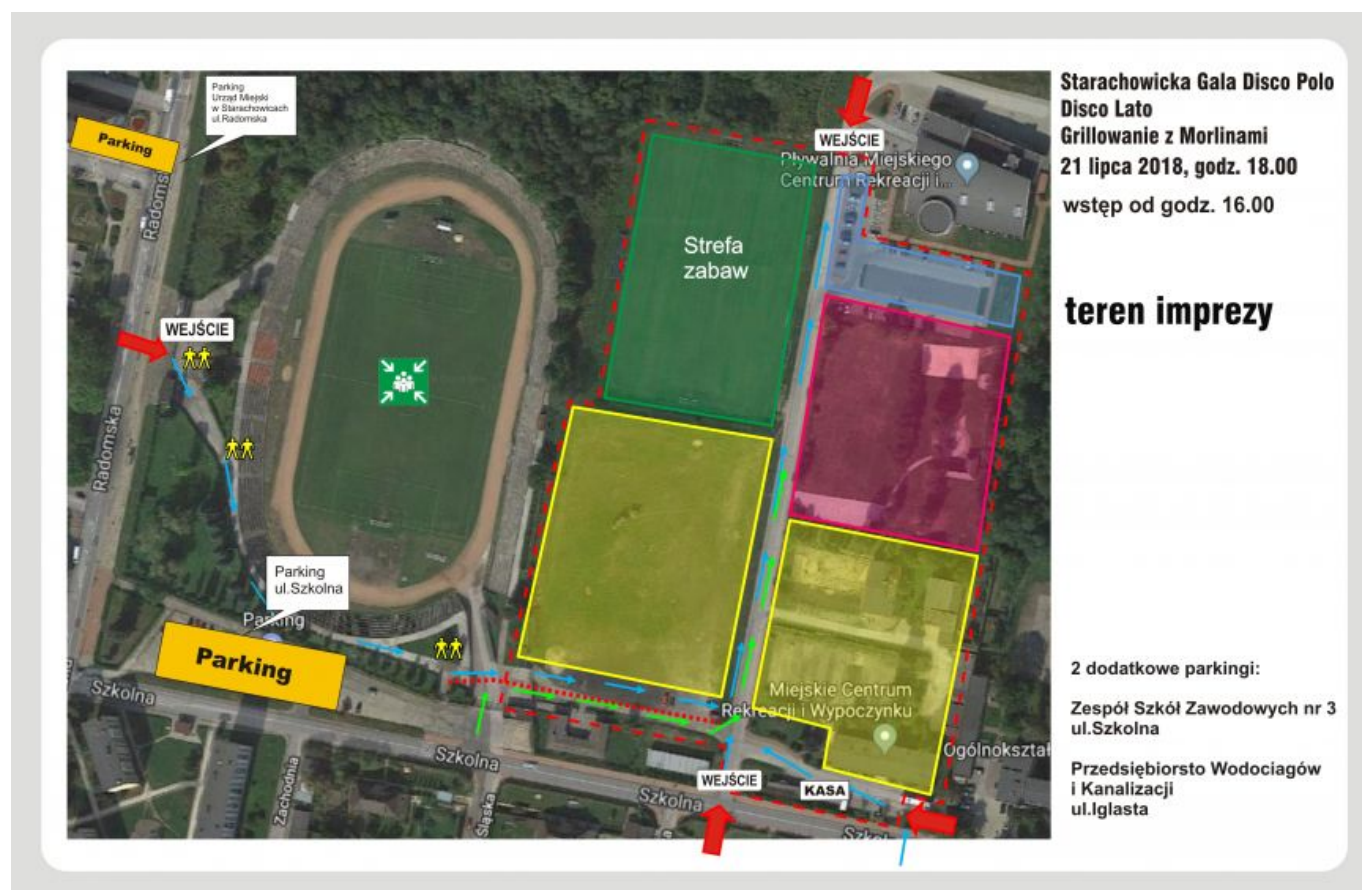 Starachowicka Gala Disco Polo
Disco Lato
Grillowanie z Morlinami
21 lipca 2018, godz. 18.00
wstęp od godz. 16.00
teren imprezy
2 dodatkowe parkingi:
Zespół Szkół Zawodowych nr 3
ul.Szkolna
Przedsiębiorsto Wodociagów
i Kanalizacji
ul.Iglasta
Parking
Urząd Miejski
w Starachowicach
ul.Radomska
Parking
Radomska
WEJŚCIE
Pływalnia Miejskiego
Centrum Rekreacji i...
Strefa
zabaw
WEJŚCIE
Radomska
Parking
ul.Szkolna
Parking
Parking
Szkolna
Miejskie Centrum
Rekreacji i Wypoczynku
Ogólnokształ
Szkolna
WEJŚCIE
KASA
Szkolna
Zachodnia
Śląska
Szkolna